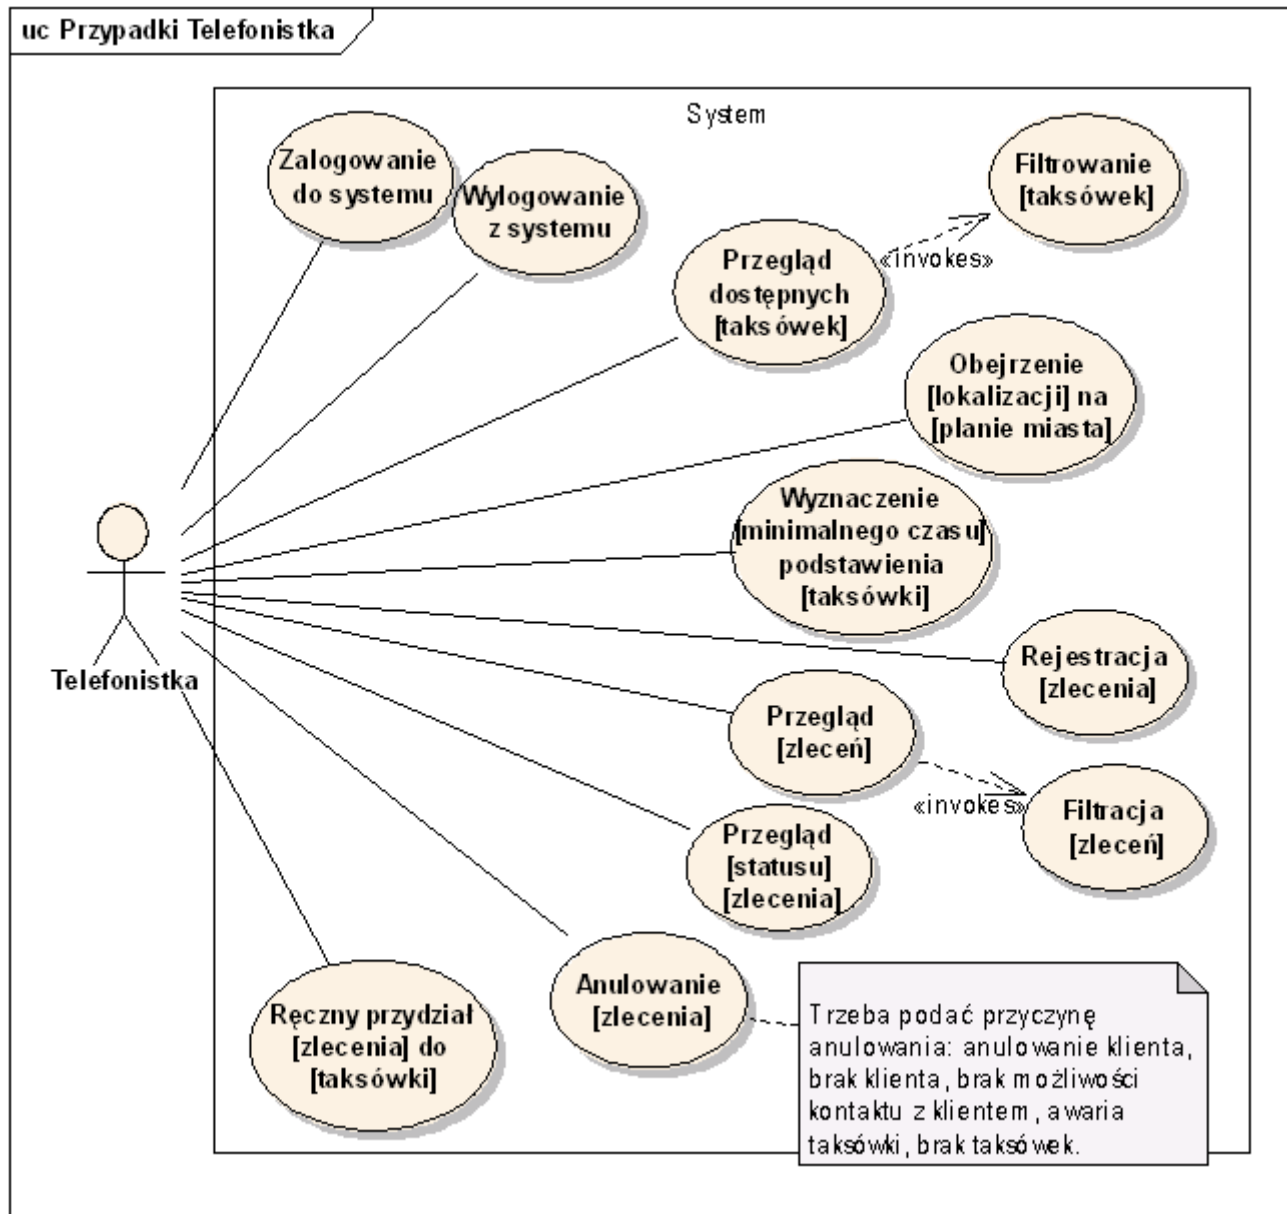 uc Przypadki Telefonistka
System
Zalogowanie
do systemu
Wylogowanie
z systemu
Filtrowanie
[taksówek]
Przegląd
dostępnych
[taksówek]
«invokes»
Obejrzenie
[lokalizacji] na
[planie miasta]
Wyznaczenie
[minimalnego czasu]
podstawienia
[taksówki]
Telefonistka
Rejestracja
[zlecenia]
Przegląd
[zleceń]
«invokes»
Filtracja
[zleceń]
Przegląd
[statusu]
[zlecenia]
Anulowanie
[zlecenia]
Ręczny przydział
[zlecenia] do
[taksówki]
Trzeba podać przyczynę
anulowania: anulowanie klienta,
brak klienta, brak możliwości
kontaktu z klientem, awaria
taksówki, brak taksówek.